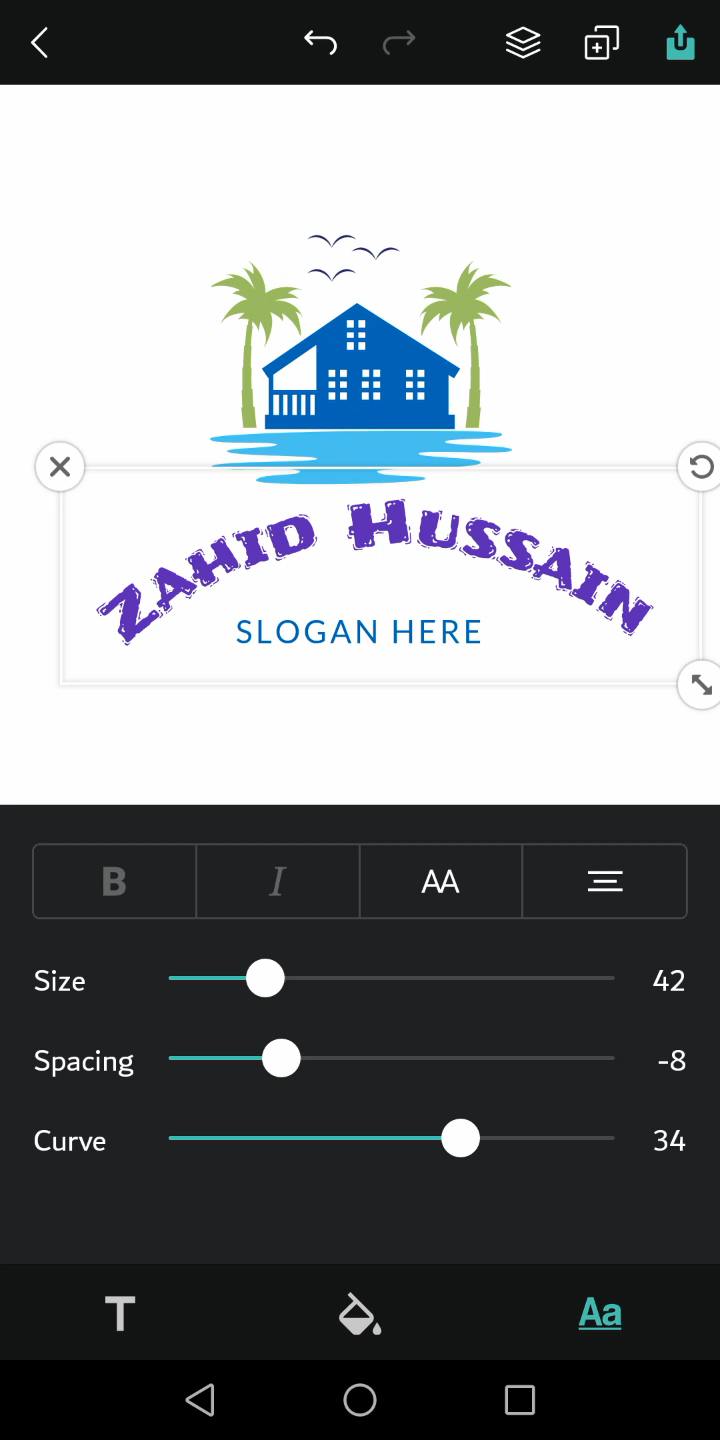 Zahid Hussain
SLOGAN HERE
B I AA
Size 42
Spacing -8
Curve 34
T Aa